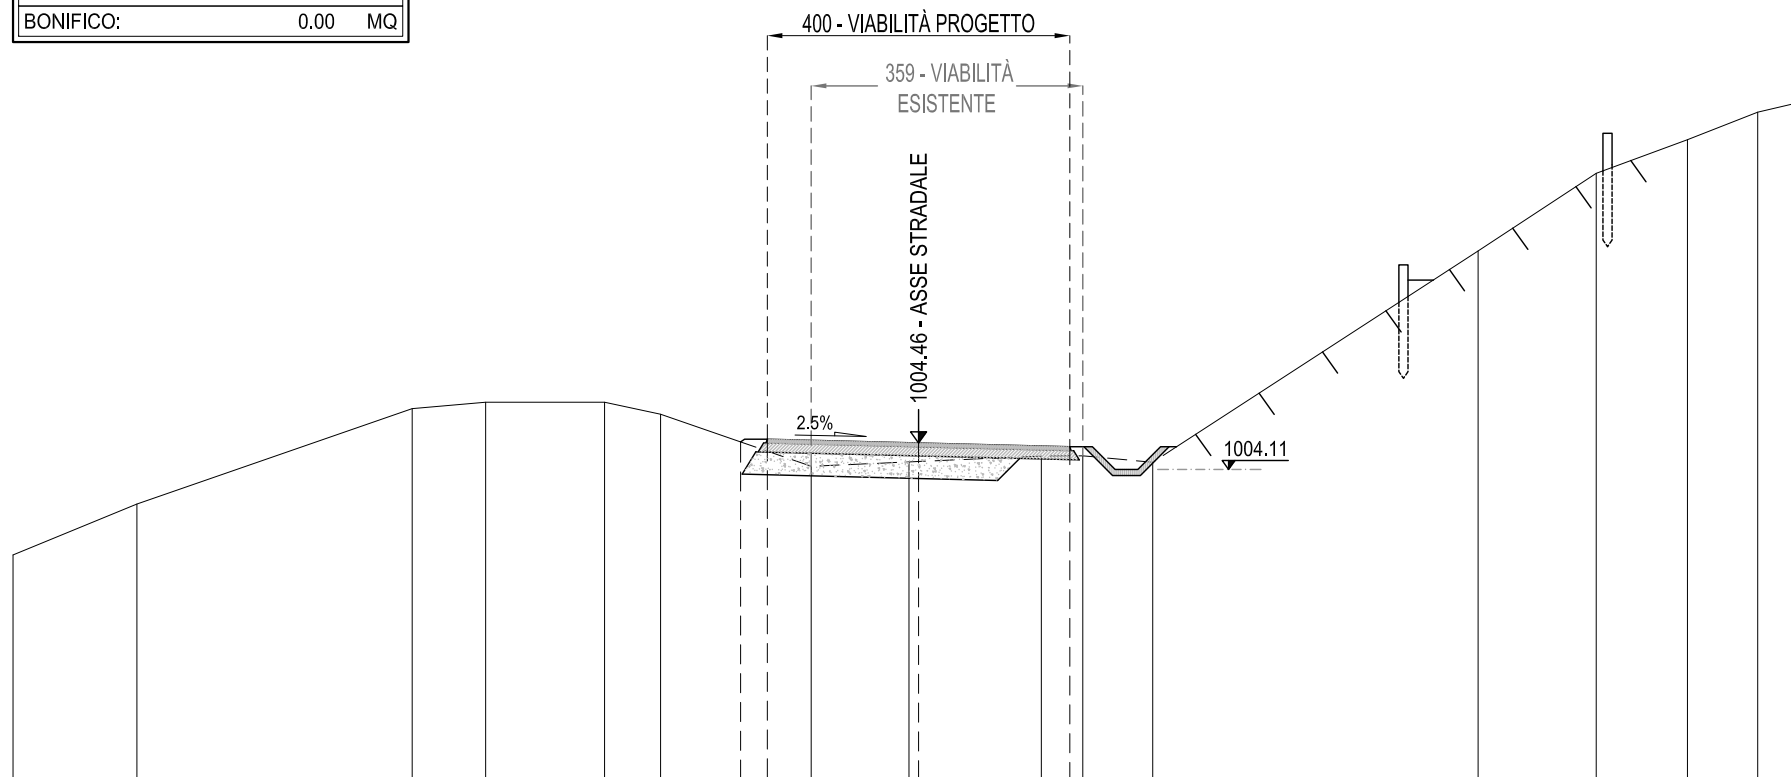 BONIFICO: 0.00 MQ
400 - VIABILITÀ PROGETTO
359 - VIABILITÀ
ESISTENTE
1004.46 - ASSE STRADALE
2.5%
1004.11